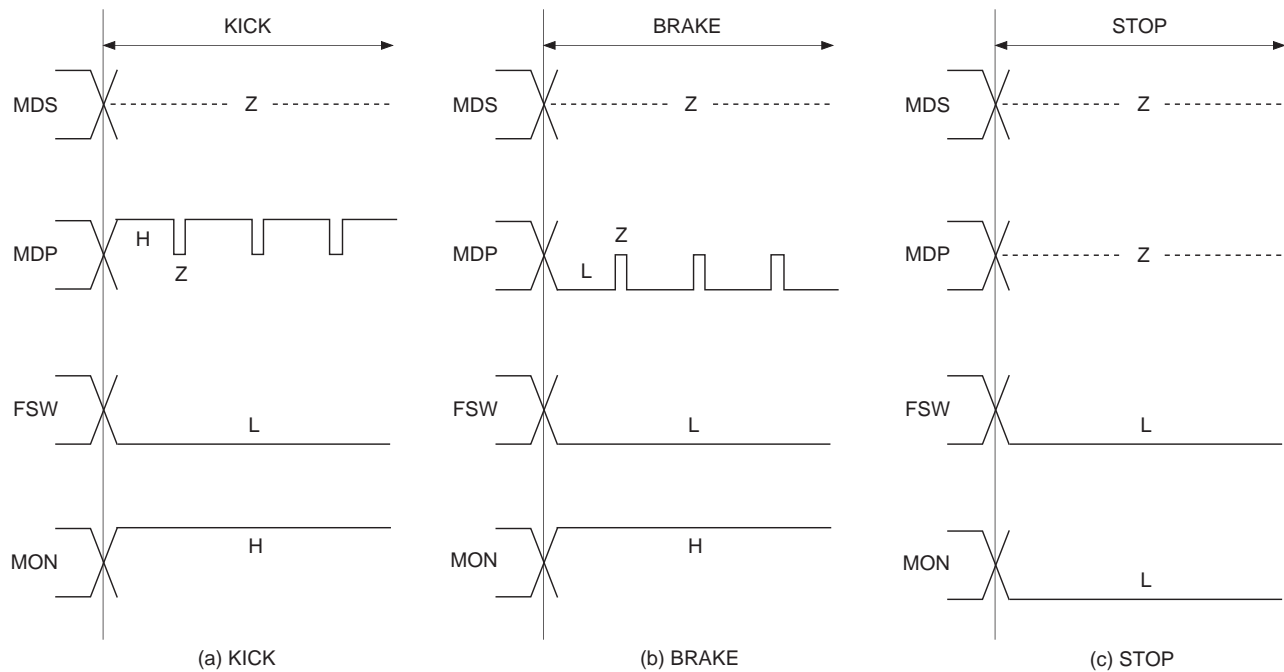 KICK
MDS
Z
MDP
H
Z
FSW
L
MON
H
(a) KICK
BRAKE
MDS
Z
MDP
Z
L
FSW
L
MON
H
(b) BRAKE
STOP
MDS
Z
MDP
Z
FSW
L
MON
L
(c) STOP